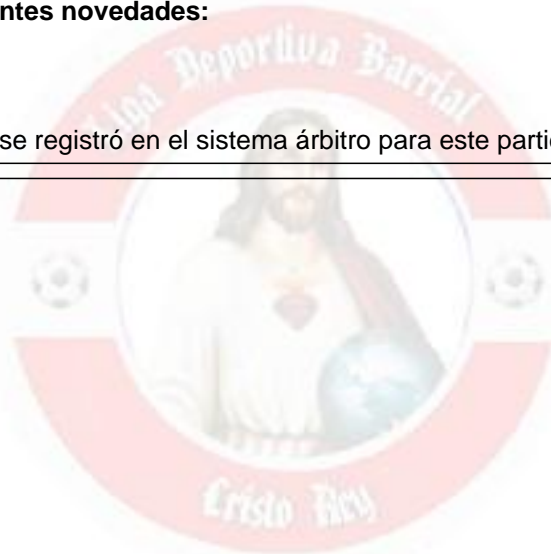 ntes novedades:
Liga Deportiva Barrial
se registró en el sistema árbitro para este parti
Cristo Rey